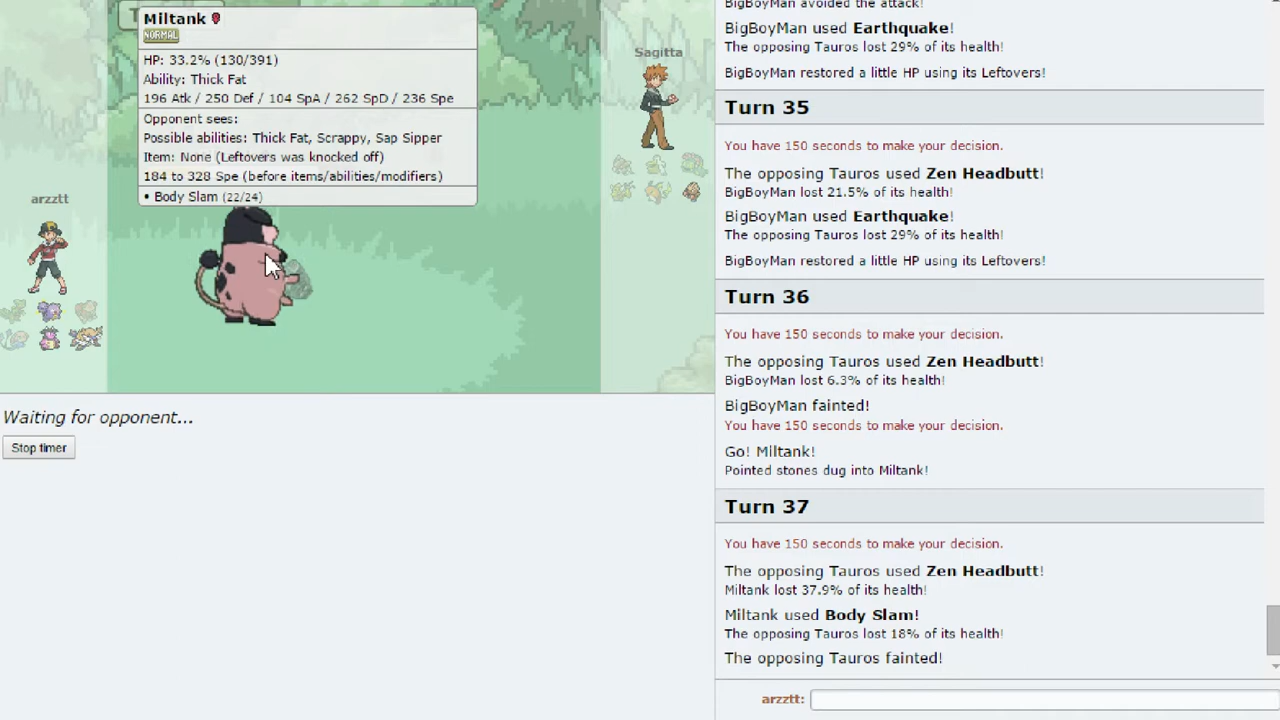 Miltank
NORMAL
HP: 33.2% (130/391)
Ability: Thick Fat
196 Atk / 250 Def / 104 SpA / 262 SpD / 236 Spe
Opponent sees:
Possible abilities: Thick Fat, Scrappy, Sap Sipper
Item: None (Leftovers was knocked off)
184 to 328 Spe (before items/abilities/modifiers)
• Body Slam (22/24)
arzztt
Sagitta
Waiting for opponent...
Stop timer
BigBoyMan avoided the attack!
BigBoyMan used Earthquake!
The opposing Tauros lost 29% of its health!
BigBoyMan restored a little HP using its Leftovers!
Turn 35
You have 150 seconds to make your decision.
The opposing Tauros used Zen Headbutt!
BigBoyMan lost 21.5% of its health!
BigBoyMan used Earthquake!
The opposing Tauros lost 29% of its health!
BigBoyMan restored a little HP using its Leftovers!
Turn 36
You have 150 seconds to make your decision.
The opposing Tauros used Zen Headbutt!
BigBoyMan lost 6.3% of its health!
BigBoyMan fainted!
You have 150 seconds to make your decision.
Go! Miltank!
Pointed stones dug into Miltank!
Turn 37
You have 150 seconds to make your decision.
The opposing Tauros used Zen Headbutt!
Miltank lost 37.9% of its health!
Miltank used Body Slam!
The opposing Tauros lost 18% of its health!
The opposing Tauros fainted!
arzztt: